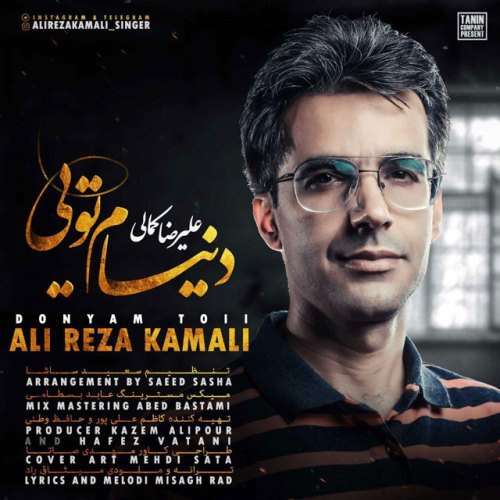 INSTAGRAM & TELEGRAM
ALIREZAKAMALI_SINGER
TANIN
COMPANY
PRESENT
علیرضا کمالی
دنیام تویی
DONYAM TOII
ALI REZA KAMALI
تنظیم سعید ساشا
ARRANGEMENT BY SAEED SASHA
میکس مسترینگ عابد بسطامی
MIX MASTERING ABED BASTAMI
تهیه کننده کاظم علی پور و حافظ وطنی
PRODUCER KAZEM ALIPOUR
AND HAFEZ VATANI
طراحی کاور مهدی صاتا
COVER ART MEHDI SATA
ترانه و ملودی میثاق راد
LYRICS AND MELODI MISAGH RAD